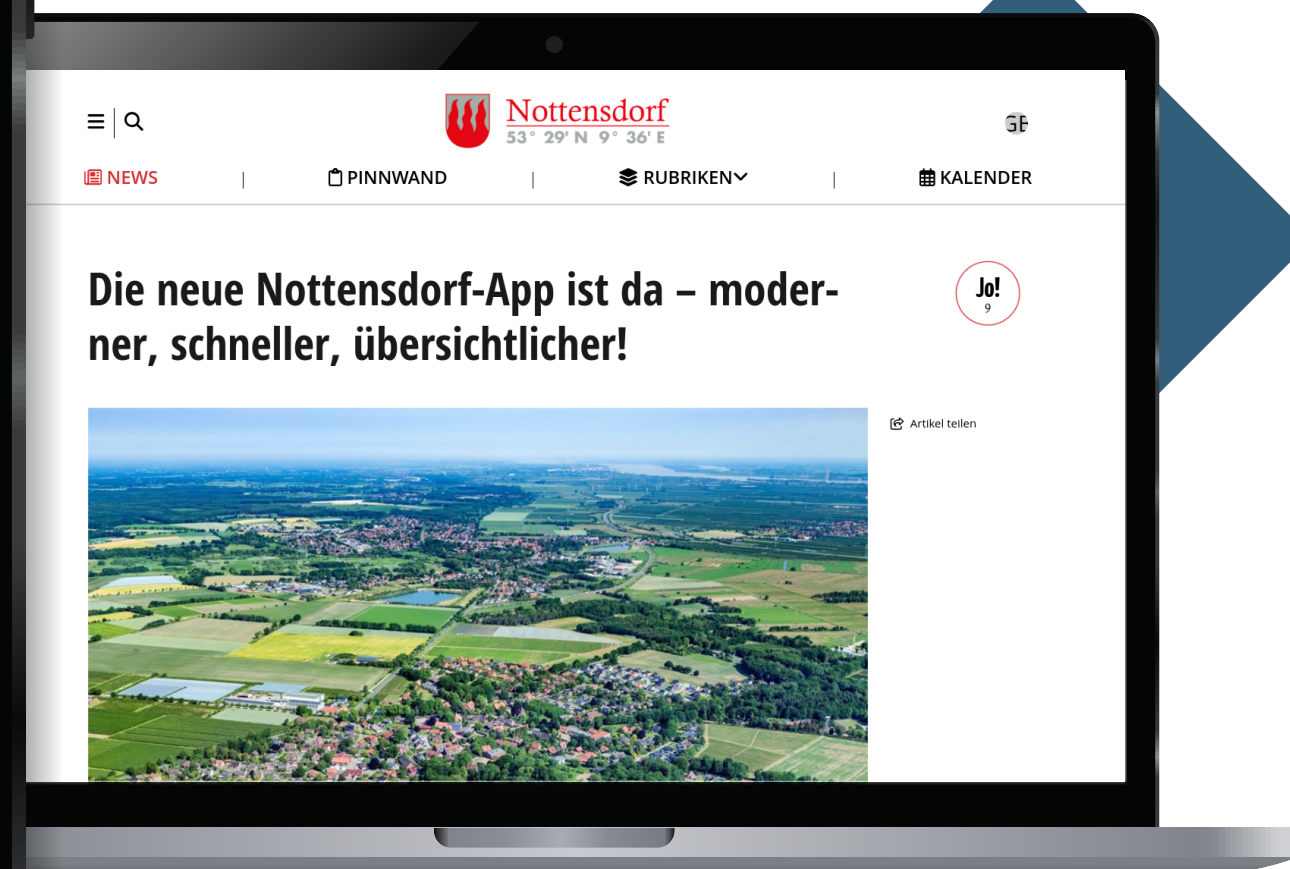 Nottensdorf
53° 29' N 9° 36' E
GE
NEWS | PINNWAND | RUBRIKEN | KALENDER
Die neue Nottensdorf-App ist da – moder-
ner, schneller, übersichtlicher!
Jo!
9
Artikel teilen